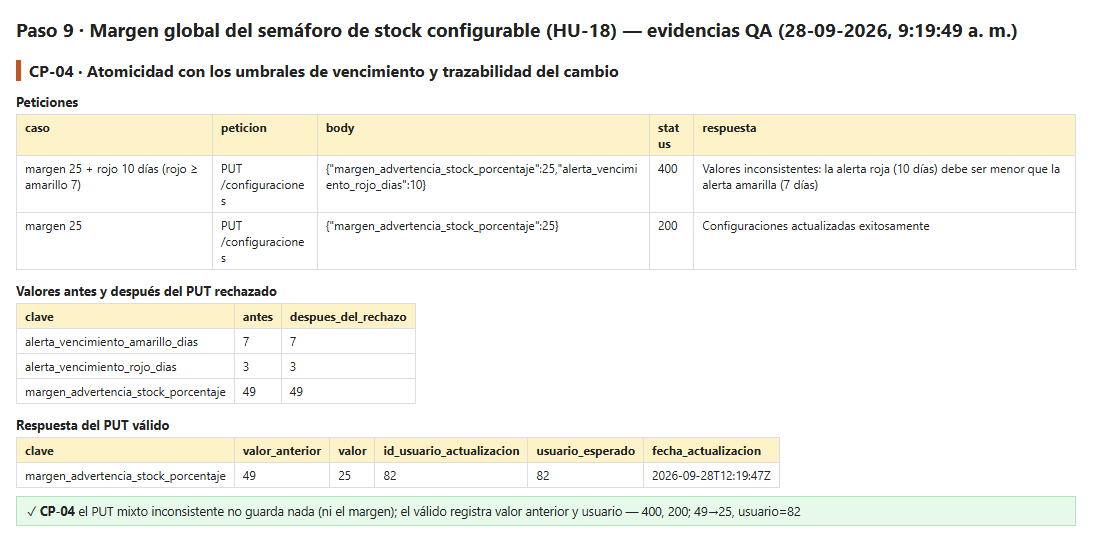 Paso 9 · Margen global del semáforo de stock configurable (HU-18) — evidencias QA (28-09-2026, 9:19:49 a. m.)
CP-04 · Atomicidad con los umbrales de vencimiento y trazabilidad del cambio
Peticiones
caso peticion body stat respuesta
us
margen 25 + rojo 10 días (rojo ≥ PUT {"margen_advertencia_stock_porcentaje":25,"alerta_vencimi 400 Valores inconsistentes: la alerta roja (10 días) debe ser menor que la
amarillo 7) /configuracione ento_rojo_dias":10} alerta amarilla (7 días)
s
margen 25 PUT {"margen_advertencia_stock_porcentaje":25} 200 Configuraciones actualizadas exitosamente
/configuracione
s
Valores antes y después del PUT rechazado
clave antes despues_del_rechazo
alerta_vencimiento_amarillo_dias 7 7
alerta_vencimiento_rojo_dias 3 3
margen_advertencia_stock_porcentaje 49 49
Respuesta del PUT válido
clave valor_anterior valor id_usuario_actualizacion usuario_esperado fecha_actualizacion
margen_advertencia_stock_porcentaje 49 25 82 82 2026-09-28T12:19:47Z
✓ CP-04 el PUT mixto inconsistente no guarda nada (ni el margen); el válido registra valor anterior y usuario — 400, 200; 49→25, usuario=82